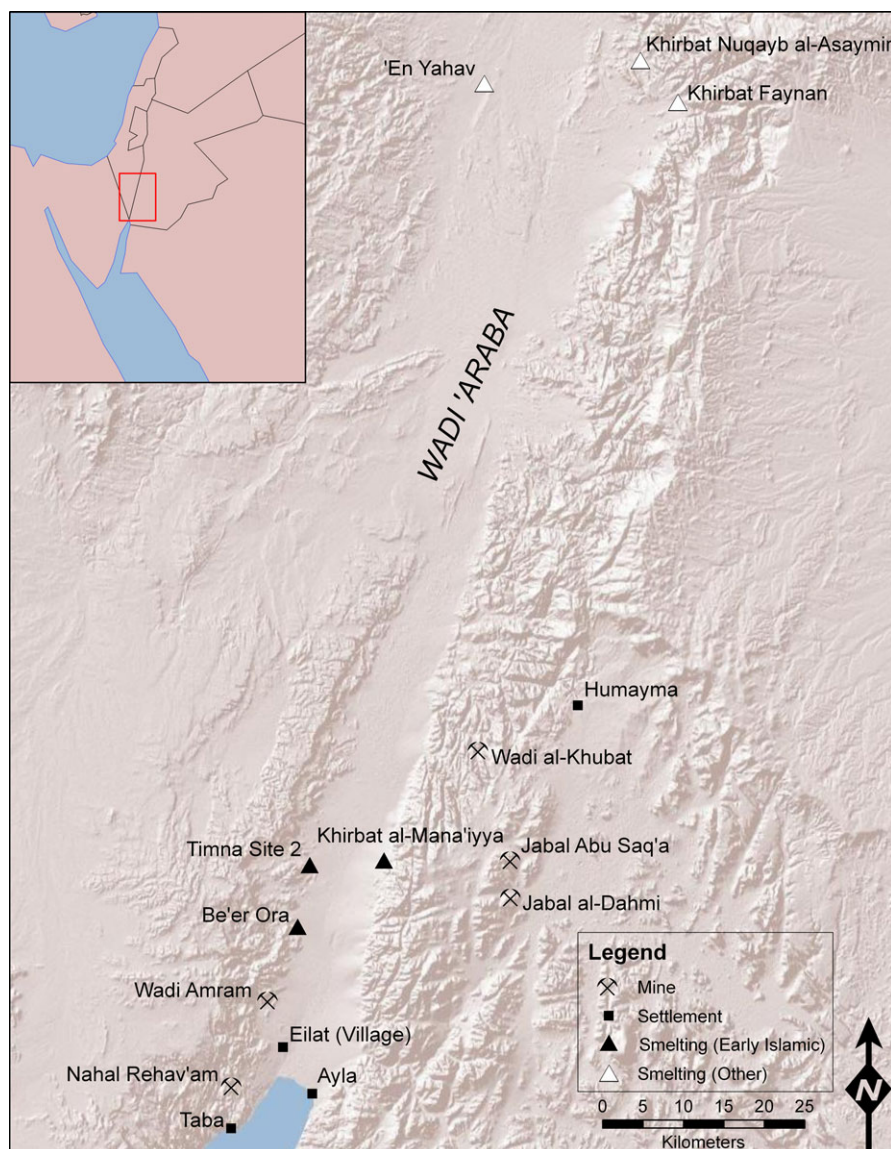 Khirbat Nuqayb al-Asaymir
'En Yahav
Khirbat Faynan
WADI 'ARABA
Humayma
Wadi al-Khubat
Khirbat al-Mana'iyya
Timna Site 2
Jabal Abu Saq'a
Jabal al-Dahmi
Be'er Ora
Wadi Amram
Eilat (Village)
Nahal Rehav'am
Ayla
Taba
Legend
Mine
Settlement
Smelting (Early Islamic)
Smelting (Other)
0 5 10 15 20 25
Kilometers
N